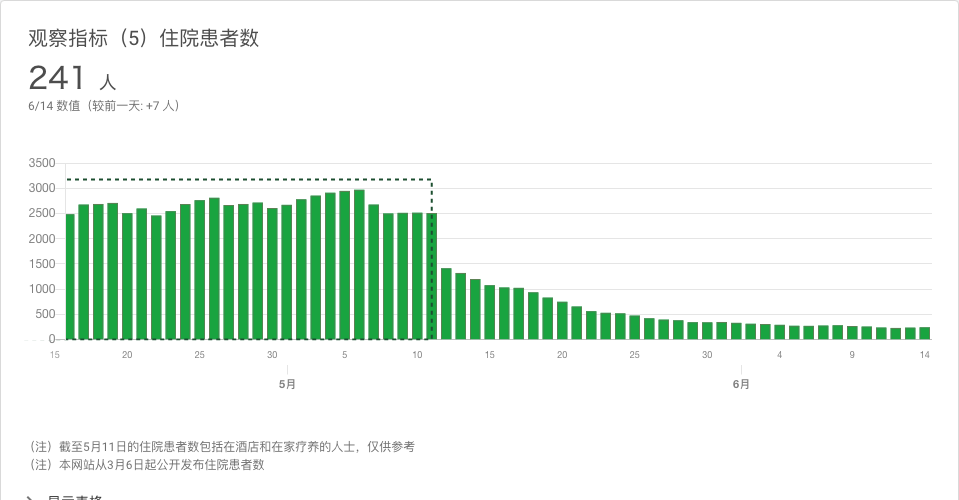 观察指标（5）住院患者数
241 人
6/14 数值（较前一天: +7 人）
3500
3000
2500
2000
1500
1000
500
0
15 20 25 30 5 10 15 20 25 30 4 9 14
5月 6月
（注）截至5月11日的住院患者数包括在酒店和在家疗养的人士，仅供参考
（注）本网站从3月6日起公开发布住院患者数
显示表格